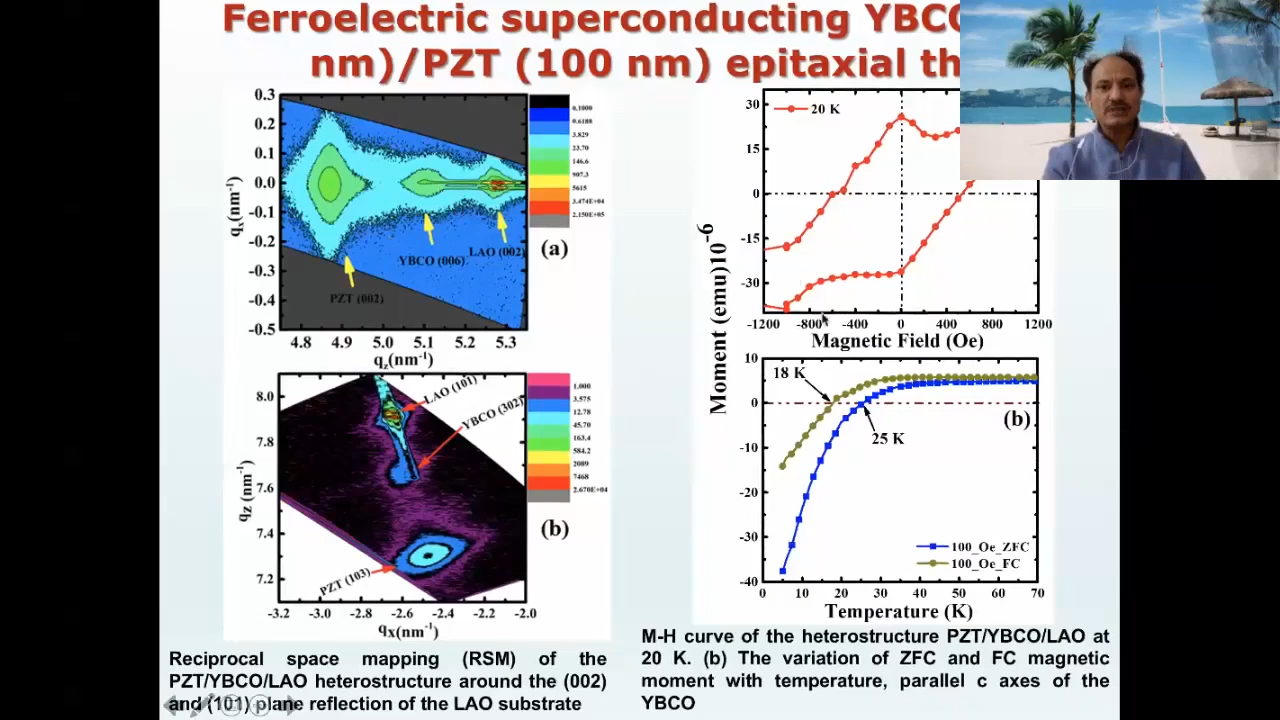 Ferroelectric superconducting YBCO
nm)/PZT (100 nm) epitaxial th
0.3
0.2
0.1
0.0
-0.1
-0.2
-0.3
-0.4
-0.5
qx(nm-1)
4.8 4.9 5.0 5.1 5.2 5.3
qz(nm-1)
PZT (002)
YBCO (006)
LAO (002)
(a)
0.1000
0.6188
3.829
23.70
146.6
907.3
5615
3.474E+04
2.150E+05
8.0
7.8
7.6
7.4
7.2
qz (nm-1)
-3.2 -3.0 -2.8 -2.6 -2.4 -2.2 -2.0
qx(nm-1)
LAO (101)
YBCO (302)
PZT (103)
(b)
1.000
3.575
12.78
45.70
163.4
584.2
2089
7468
2.670E+04
Reciprocal space mapping (RSM) of the
PZT/YBCO/LAO heterostructure around the (002)
and (101) plane reflection of the LAO substrate
Moment (emu)10-6
30
15
0
-15
-30
20 K
-1200 -8000 -400 0 400 800 1200
Magnetic Field (Oe)
10
0
-10
-20
-30
-40
18 K
25 K
(b)
100_Oe_ZFC
100_Oe_FC
0 10 20 30 40 50 60 70
Temperature (K)
M-H curve of the heterostructure PZT/YBCO/LAO at
20 K. (b) The variation of ZFC and FC magnetic
moment with temperature, parallel c axes of the
YBCO